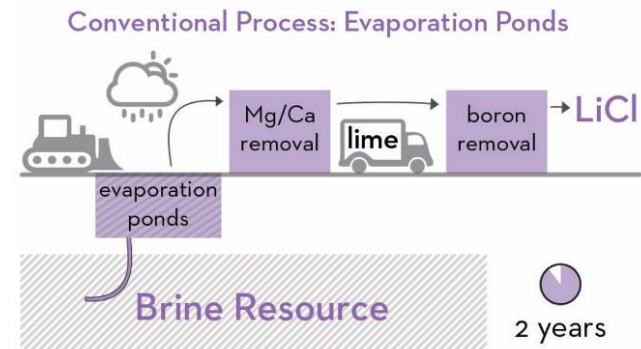 Conventional Process: Evaporation Ponds
Mg/Ca
removal
lime
boron
removal
LiCl
evaporation
ponds
Brine Resource
2 years